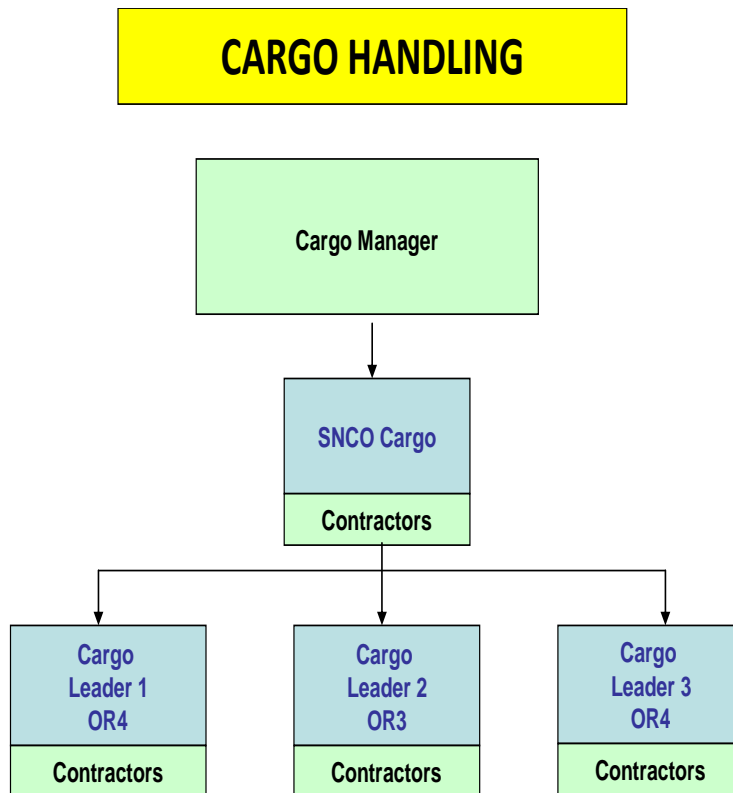 CARGO HANDLING
Cargo Manager
SNCO Cargo
Contractors
Cargo
Leader 1
OR4
Contractors
Cargo
Leader 2
OR3
Contractors
Cargo
Leader 3
OR4
Contractors